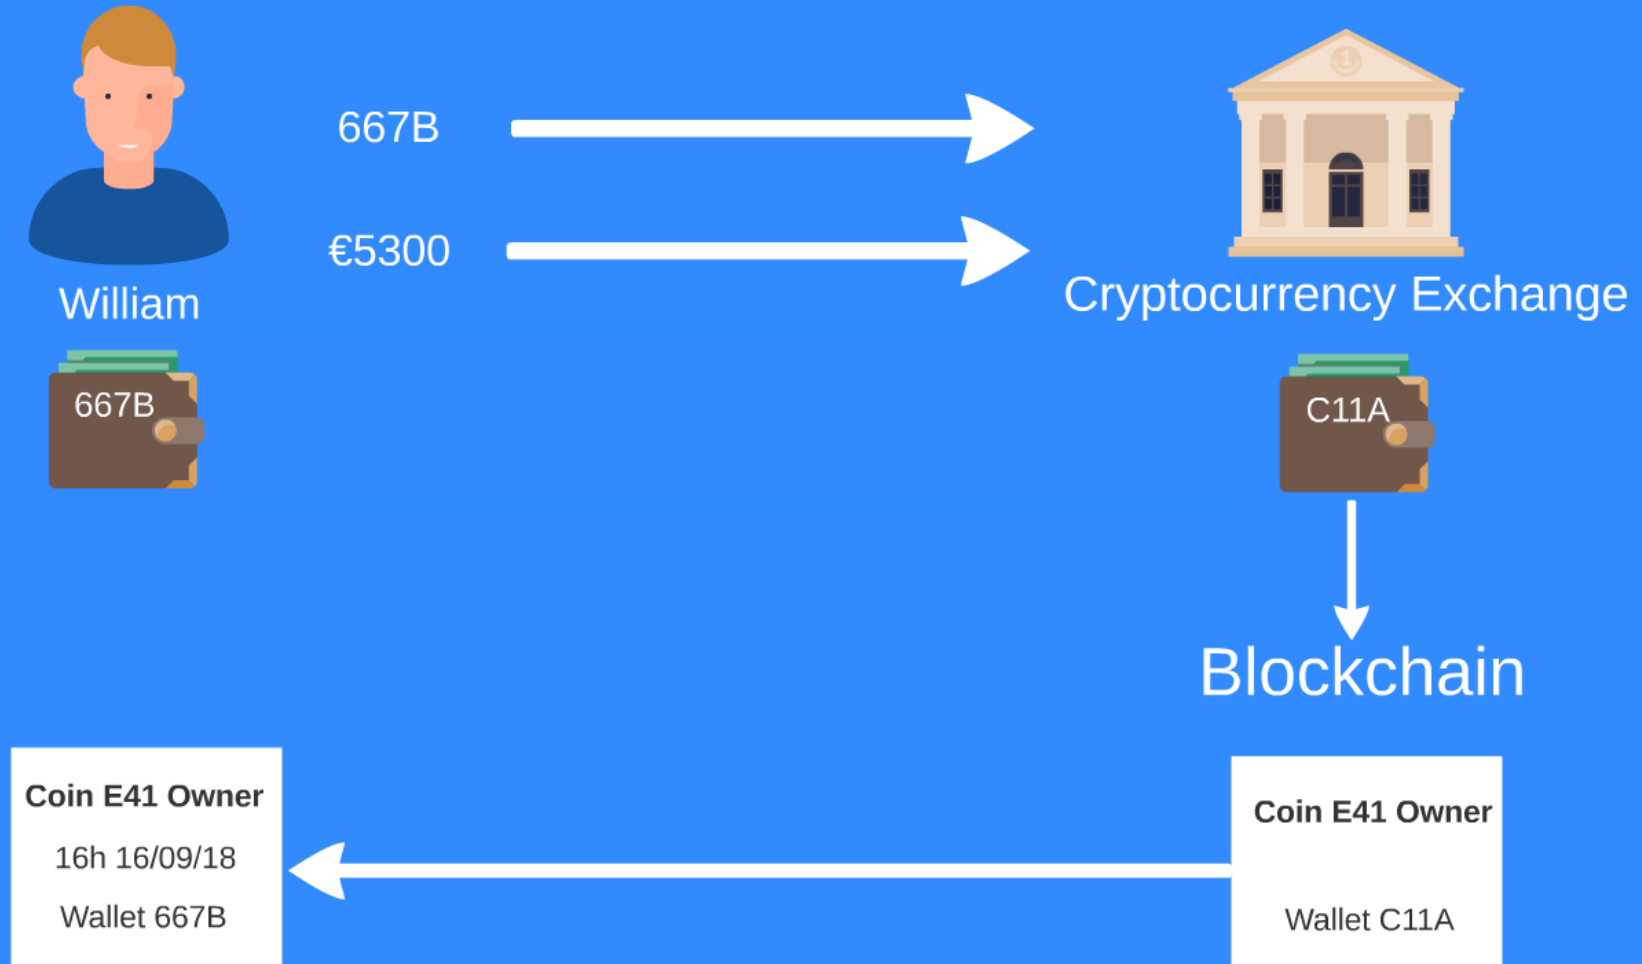 667B
€5300
William
Cryptocurrency Exchange
667B
C11A
Blockchain
Coin E41 Owner
16h 16/09/18
Wallet 667B
Coin E41 Owner
Wallet C11A
1